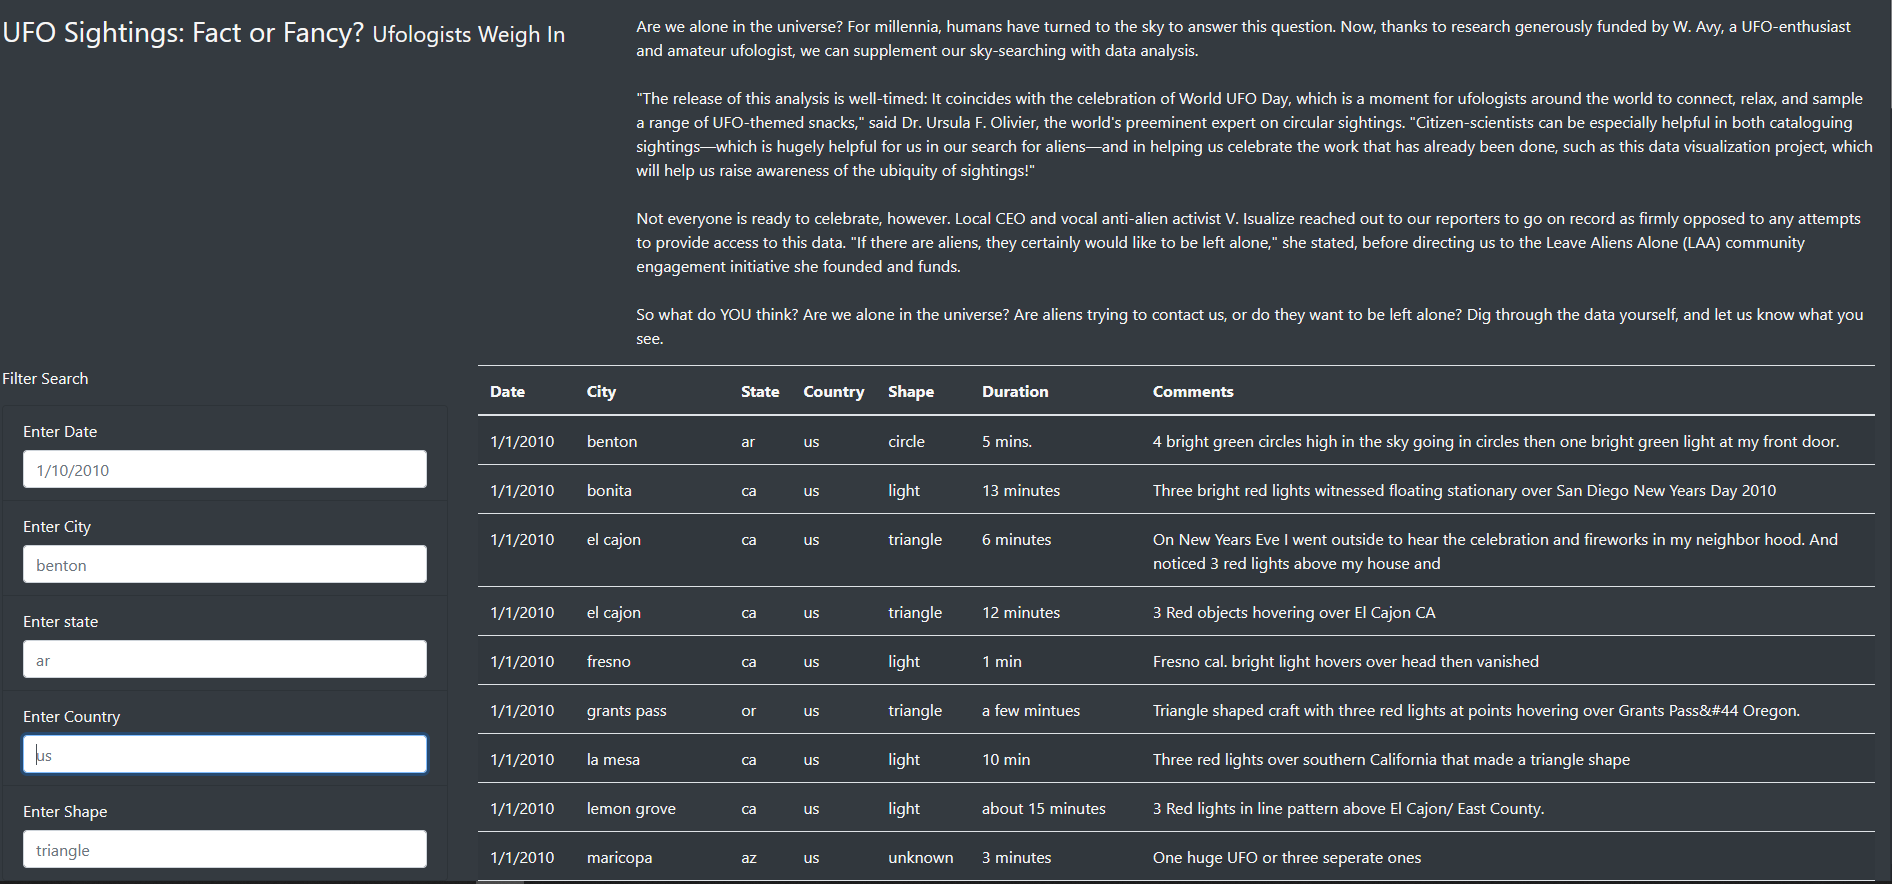 UFO Sightings: Fact or Fancy? Ufologists Weigh In
Are we alone in the universe? For millennia, humans have turned to the sky to answer this question. Now, thanks to research generously funded by W. Avy, a UFO-enthusiast
and amateur ufologist, we can supplement our sky-searching with data analysis.
"The release of this analysis is well-timed: It coincides with the celebration of World UFO Day, which is a moment for ufologists around the world to connect, relax, and sample
a range of UFO-themed snacks," said Dr. Ursula F. Olivier, the world's preeminent expert on circular sightings. "Citizen-scientists can be especially helpful in both cataloguing
sightings—which is hugely helpful for us in our search for aliens—and in helping us celebrate the work that has already been done, such as this data visualization project, which
will help us raise awareness of the ubiquity of sightings!"
Not everyone is ready to celebrate, however. Local CEO and vocal anti-alien activist V. Isualize reached out to our reporters to go on record as firmly opposed to any attempts
to provide access to this data. "If there are aliens, they certainly would like to be left alone," she stated, before directing us to the Leave Aliens Alone (LAA) community
engagement initiative she founded and funds.
So what do YOU think? Are we alone in the universe? Are aliens trying to contact us, or do they want to be left alone? Dig through the data yourself, and let us know what you
see.
Filter Search
Enter Date
1/10/2010
Enter City
benton
Enter state
ar
Enter Country
us
Enter Shape
triangle
Date City State Country Shape Duration Comments
1/1/2010 benton ar us circle 5 mins. 4 bright green circles high in the sky going in circles then one bright green light at my front door.
1/1/2010 bonita ca us light 13 minutes Three bright red lights witnessed floating stationary over San Diego New Years Day 2010
1/1/2010 el cajon ca us triangle 6 minutes On New Years Eve I went outside to hear the celebration and fireworks in my neighbor hood. And
noticed 3 red lights above my house and
1/1/2010 el cajon ca us triangle 12 minutes 3 Red objects hovering over El Cajon CA
1/1/2010 fresno ca us light 1 min Fresno cal. bright light hovers over head then vanished
1/1/2010 grants pass or us triangle a few mintues Triangle shaped craft with three red lights at points hovering over Grants Pass&#44 Oregon.
1/1/2010 la mesa ca us light 10 min Three red lights over southern California that made a triangle shape
1/1/2010 lemon grove ca us light about 15 minutes 3 Red lights in line pattern above El Cajon/ East County.
1/1/2010 maricopa az us unknown 3 minutes One huge UFO or three seperate ones